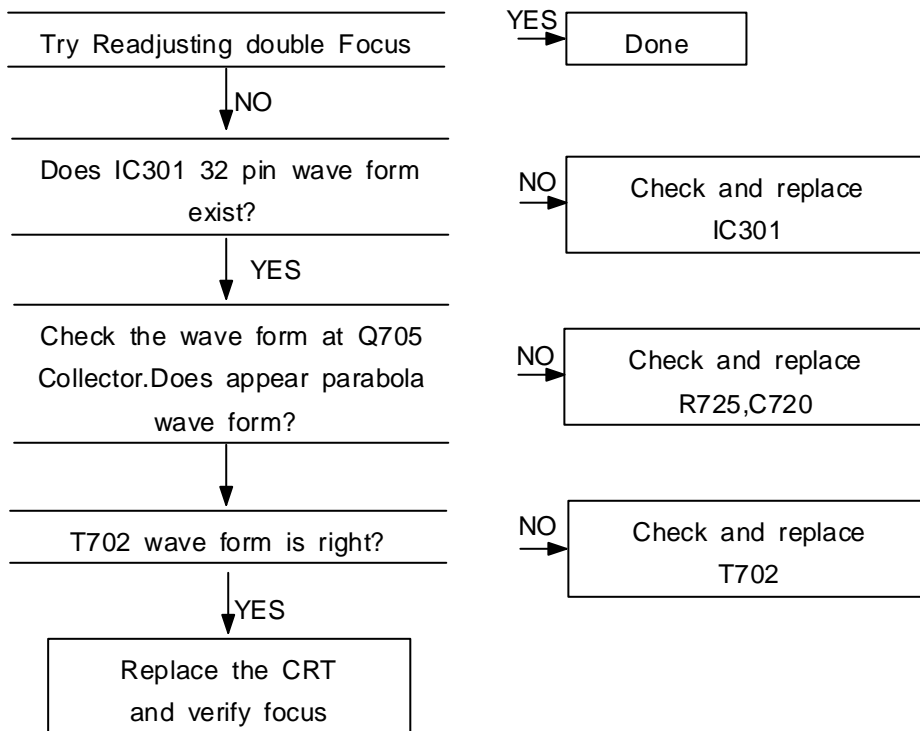 Try Readjusting double Focus
YES
Done
NO
Does IC301 32 pin wave form
exist?
NO
Check and replace
IC301
YES
Check the wave form at Q705
Collector.Does appear parabola
wave form?
NO
Check and replace
R725,C720
T702 wave form is right?
NO
Check and replace
T702
YES
Replace the CRT
and verify focus